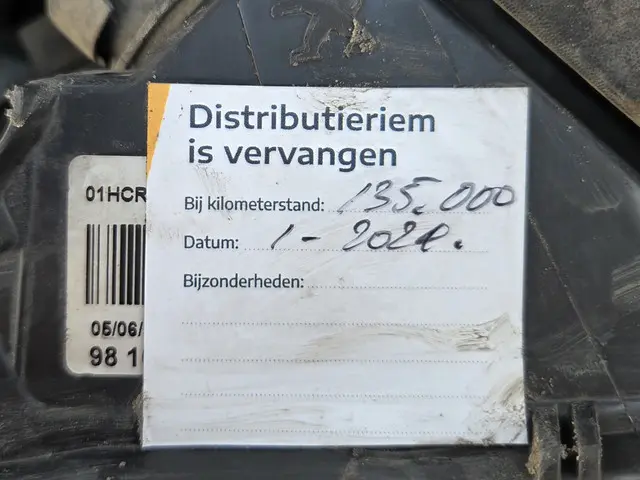 Distributieriem
is vervangen
Bij kilometerstand: 135.000
Datum: 1 - 2021.
Bijzonderheden:
01HCR
05/06/
98 1